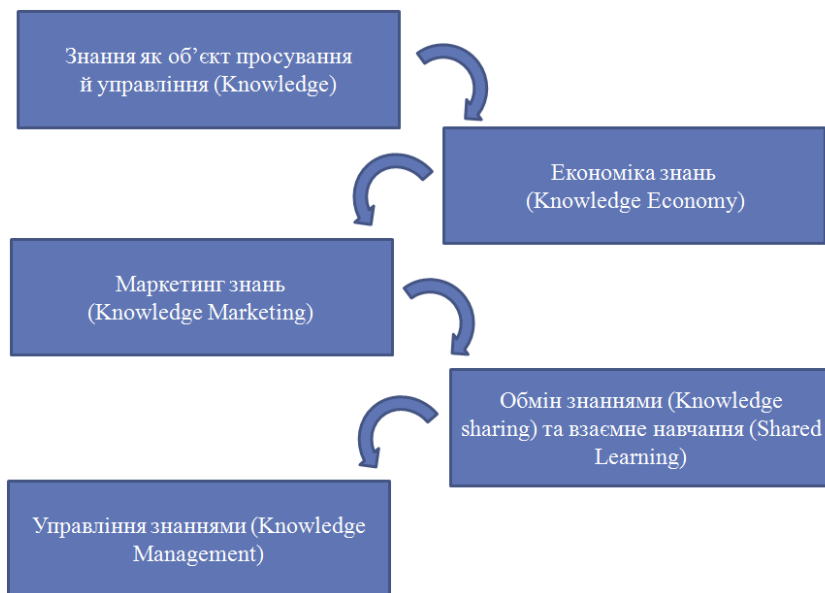 Знання як об’єкт просування
й управління (Knowledge)
Економіка знань
(Knowledge Economy)
Маркетинг знань
(Knowledge Marketing)
Обмін знаннями (Knowledge
sharing) та взаємне навчання (Shared
Learning)
Управління знаннями (Knowledge
Management)